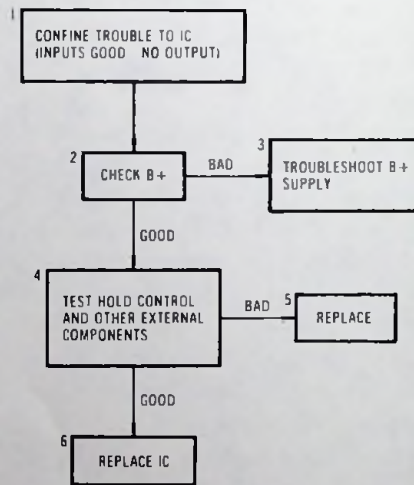 1
CONFINE TROUBLE TO IC
(INPUTS GOOD NO OUTPUT)
2
CHECK B+
BAD
3
TROUBLESHOOT B+
SUPPLY
GOOD
4
TEST HOLD CONTROL
AND OTHER EXTERNAL
COMPONENTS
BAD
5
REPLACE
GOOD
6
REPLACE IC